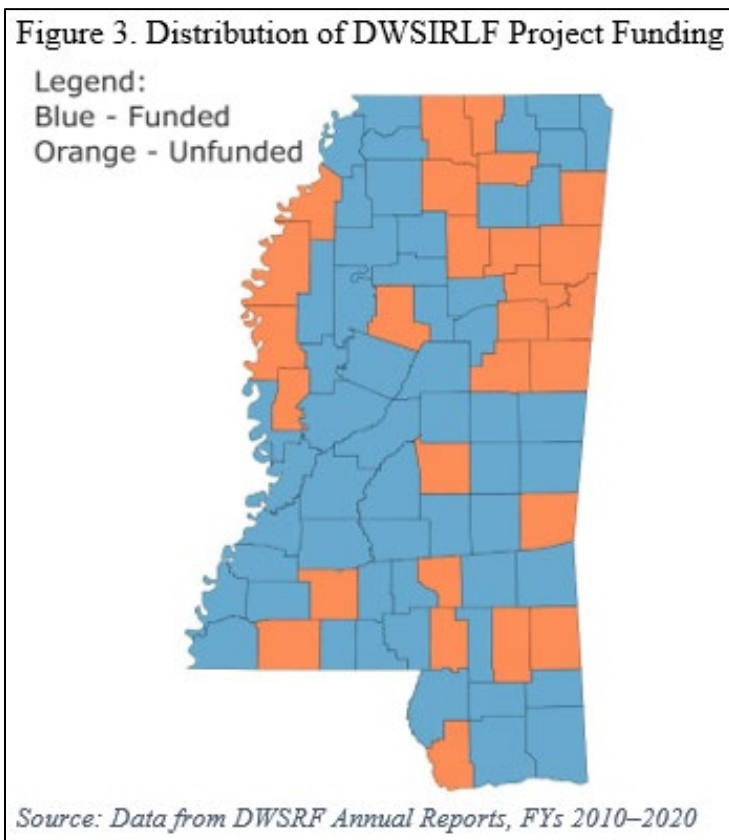 Figure 3. Distribution of DWSIRLF Project Funding
Legend:
Blue - Funded
Orange - Unfunded
Source: Data from DWSRF Annual Reports, FYs 2010–2020